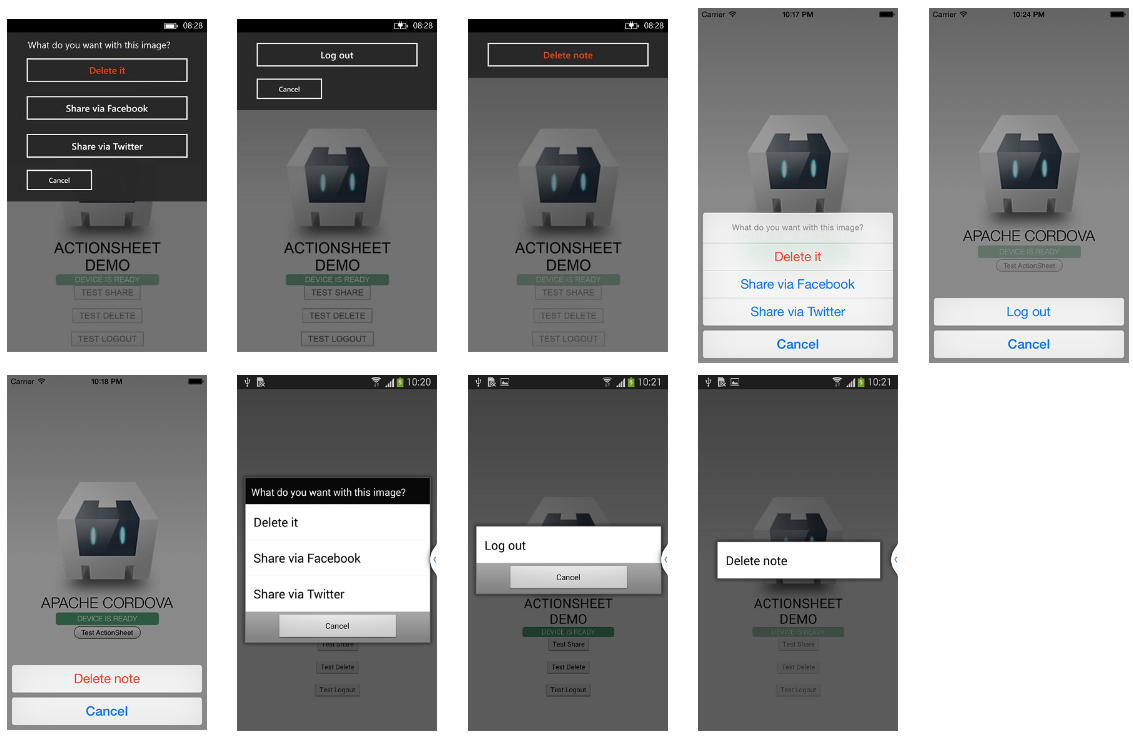 08:28
What do you want with this image?
Delete it
Share via Facebook
Share via Twitter
Cancel
ACTIONSHEET
DEMO
DEVICE IS READY
TEST SHARE
TEST DELETE
TEST LOGOUT
08:28
Log out
Cancel
ACTIONSHEET
DEMO
DEVICE IS READY
TEST SHARE
TEST DELETE
TEST LOGOUT
08:28
Delete note
ACTIONSHEET
DEMO
DEVICE IS READY
TEST SHARE
TEST DELETE
TEST LOGOUT
Carrier 10:17 PM
What do you want with this image?
Delete it
Share via Facebook
Share via Twitter
Cancel
Carrier 10:24 PM
APACHE CORDOVA
DEVICE IS READY
Test ActionSheet
Log out
Cancel
Carrier 10:18 PM
APACHE CORDOVA
DEVICE IS READY
Test ActionSheet
Delete note
Cancel
10:20
What do you want with this image?
Delete it
Share via Facebook
Share via Twitter
Cancel
Test Share
Test Delete
Test Logout
10:21
Log out
Cancel
ACTIONSHEET
DEMO
DEVICE IS READY
Test Share
Test Delete
Test Logout
10:21
Delete note
ACTIONSHEET
DEMO
DEVICE IS READY
Test Share
Test Delete
Test Logout